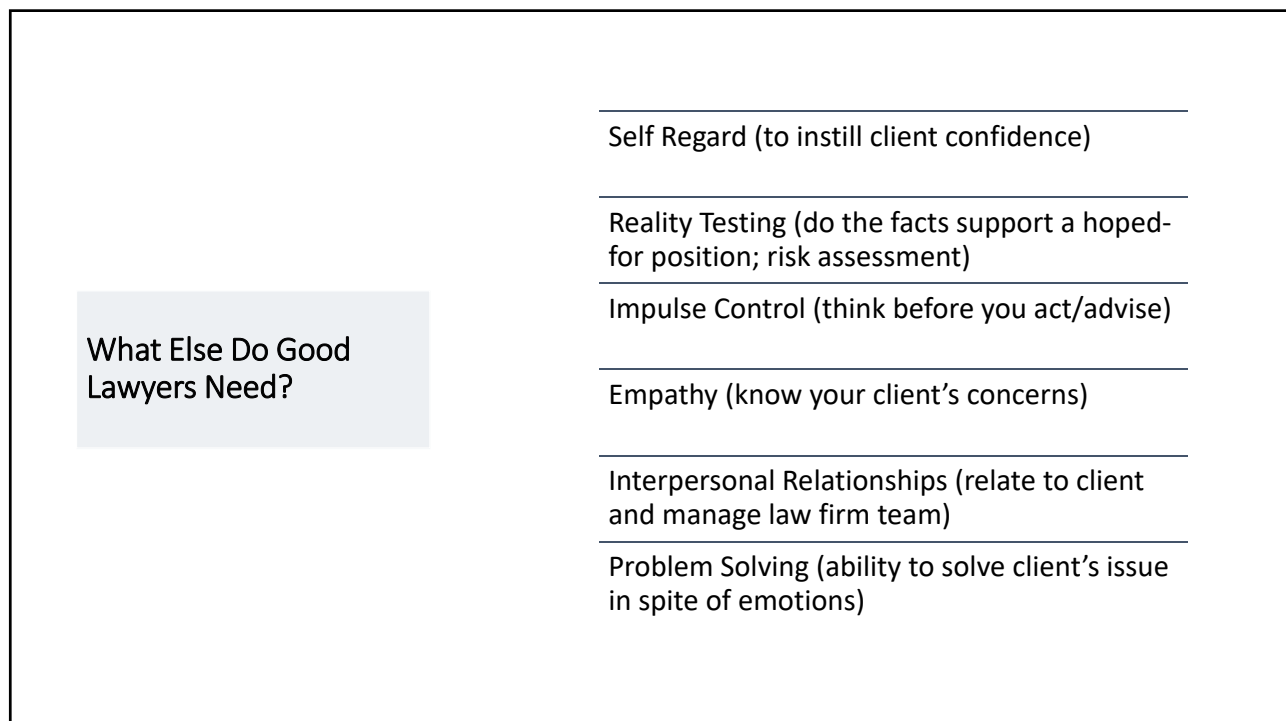 What Else Do Good
Lawyers Need?
Self Regard (to instill client confidence)
Reality Testing (do the facts support a hoped-
for position; risk assessment)
Impulse Control (think before you act/advise)
Empathy (know your client’s concerns)
Interpersonal Relationships (relate to client
and manage law firm team)
Problem Solving (ability to solve client’s issue
in spite of emotions)